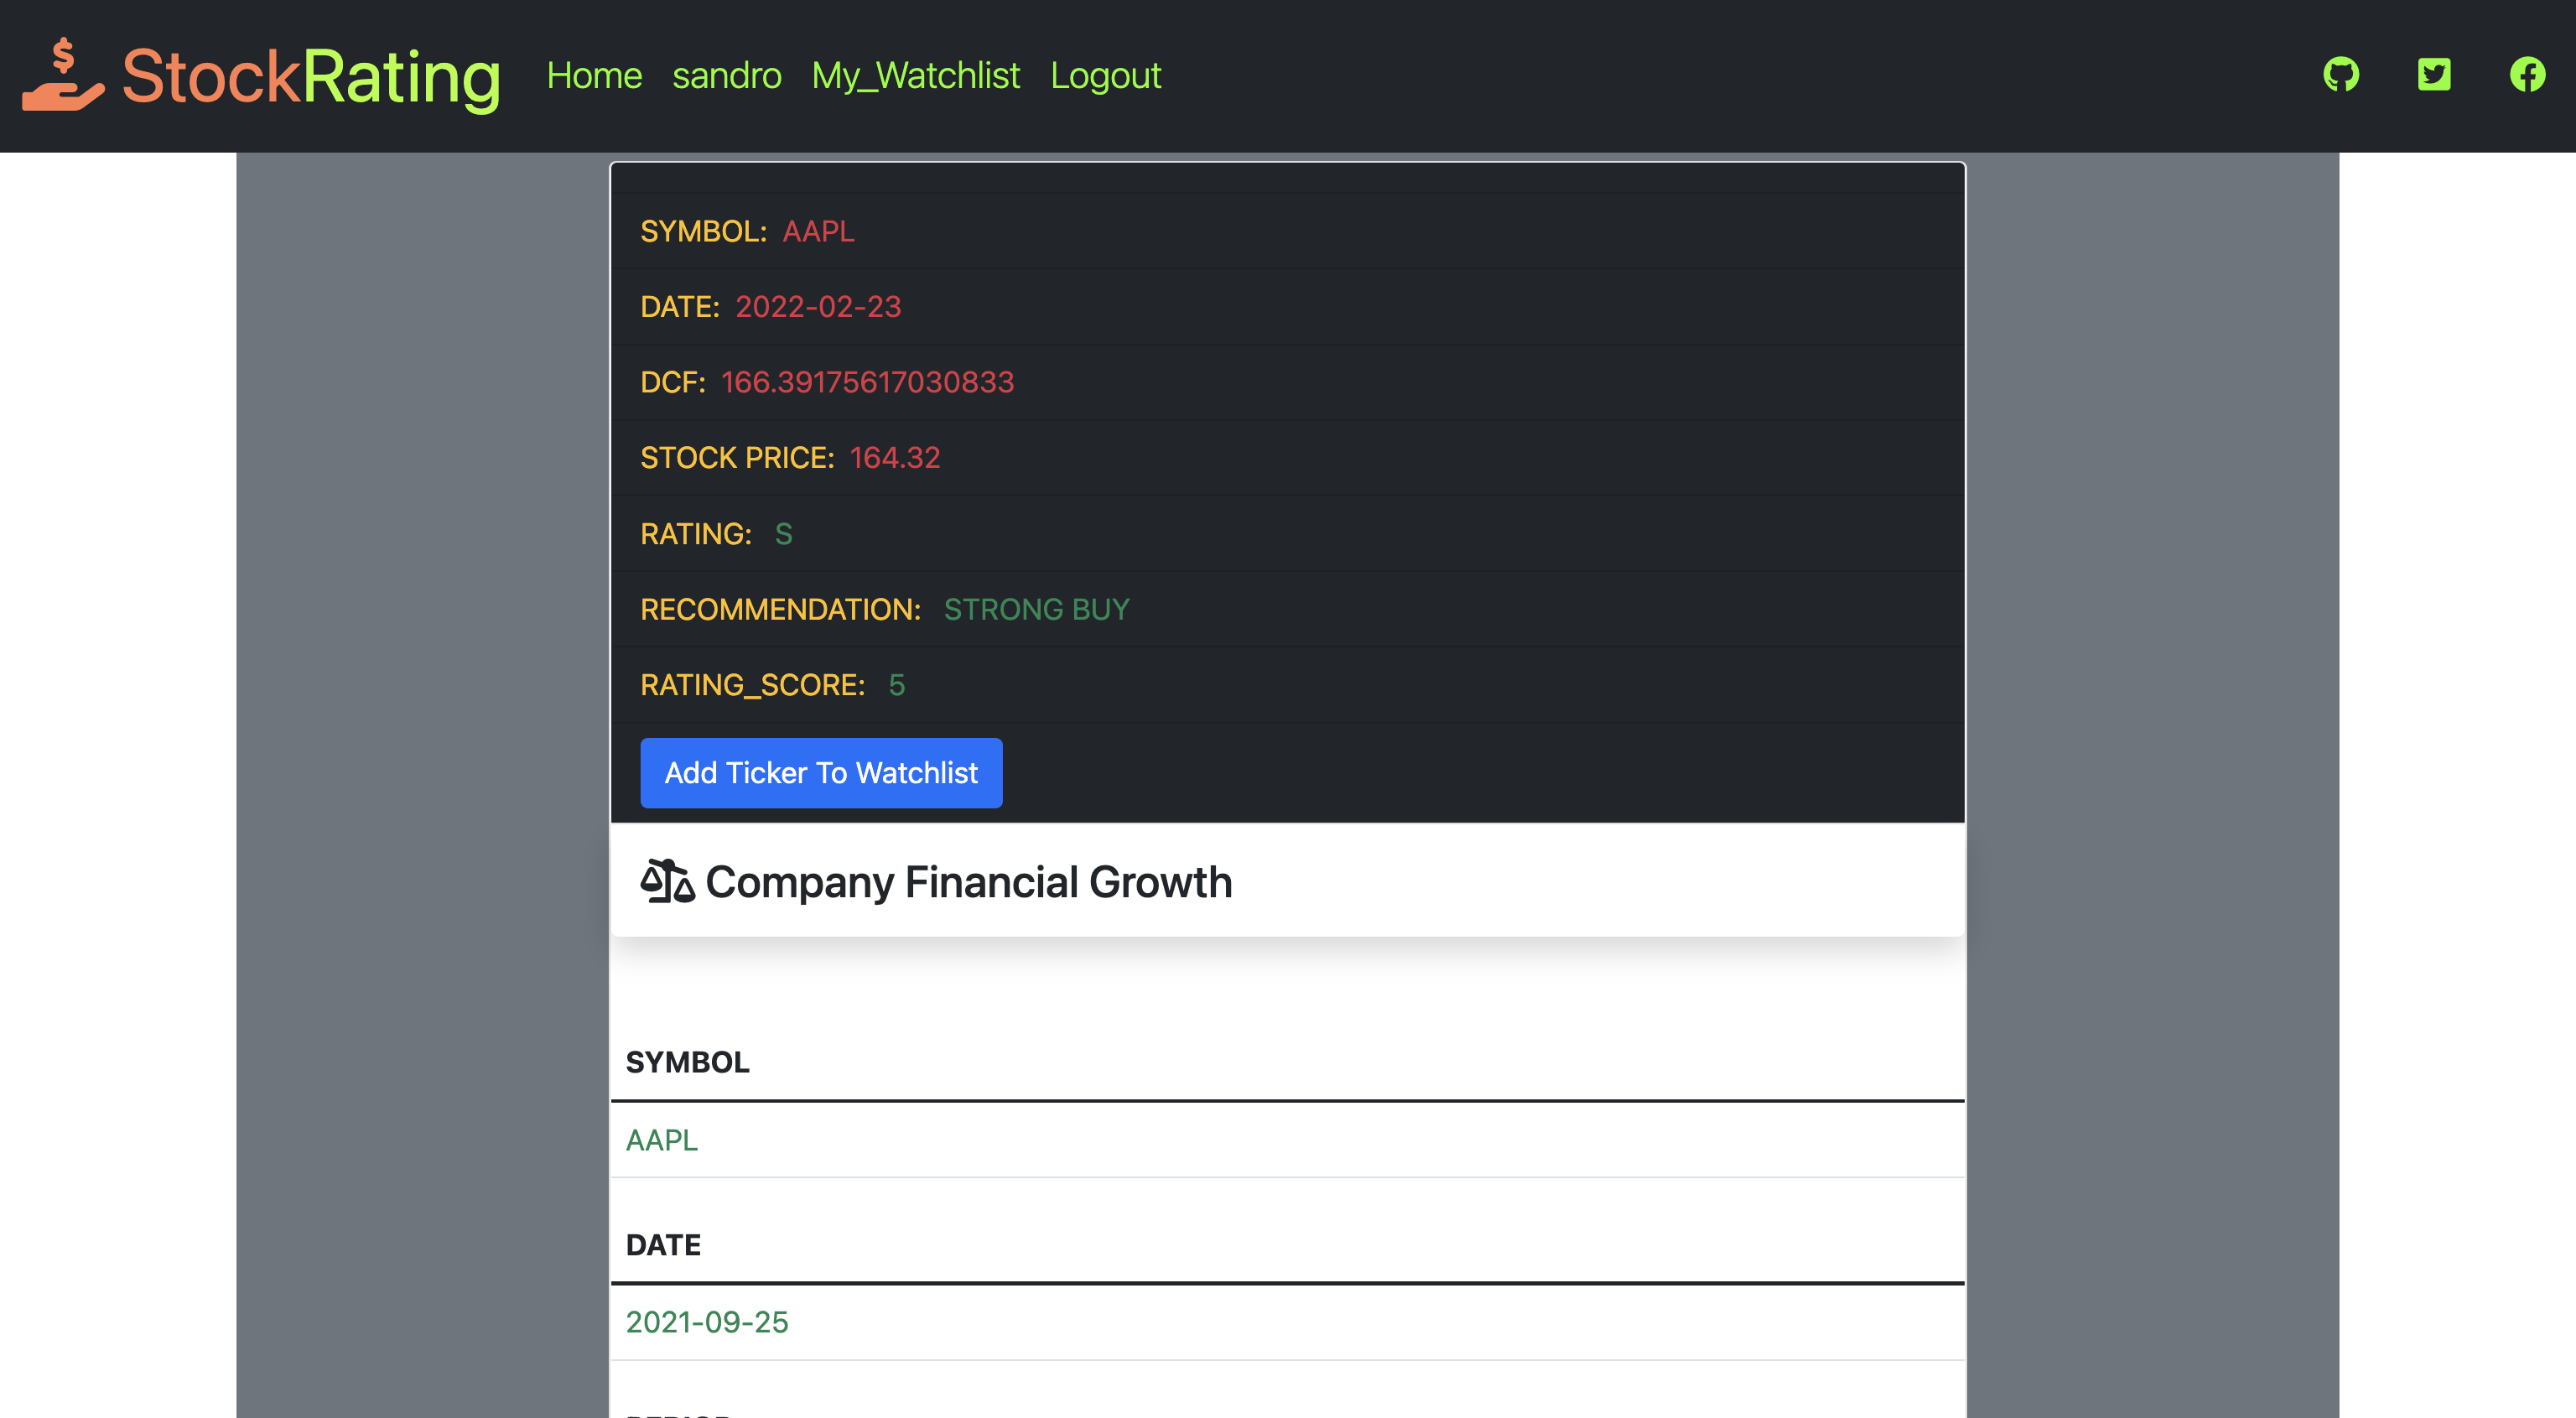 StockRating Home sandro My_Watchlist Logout
SYMBOL: AAPL
DATE: 2022-02-23
DCF: 166.39175617030833
STOCK PRICE: 164.32
RATING: S
RECOMMENDATION: STRONG BUY
RATING_SCORE: 5
Add Ticker To Watchlist
Company Financial Growth
SYMBOL
AAPL
DATE
2021-09-25